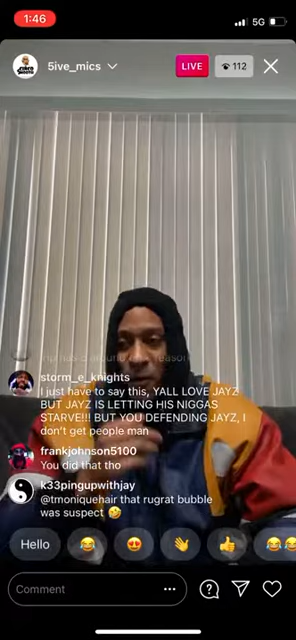 1:46
5G
5ive_mics
LIVE
112
storm_e_knights
I just have to say this, YALL LOVE JAYZ
BUT JAYZ IS LETTING HIS NIGGAS
STARVE!!! BUT YOU DEFENDING JAYZ, I
don't get people man
frankjohnson5100
You did that tho
k33pingupwithjay
@tmoniquehair that rugrat bubble
was suspect 🤣
Hello
Comment